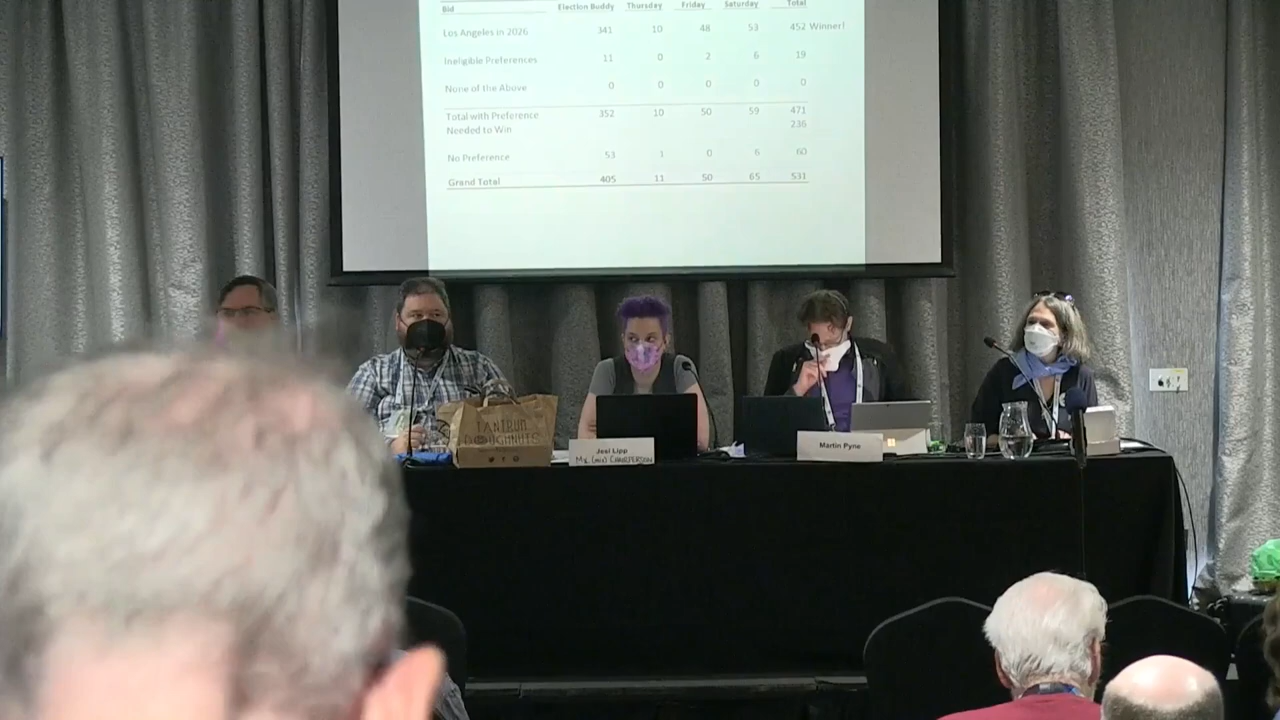 Bid Election Buddy Thursday Friday Saturday Total
Los Angeles in 2026 341 10 48 53 452 Winner!
Ineligible Preferences 11 0 2 6 19
None of the Above 0 0 0 0 0
Total with Preference 352 10 50 59 471
Needed to Win 236
No Preference 53 1 0 6 60
Grand Total 405 11 50 65 531
TANTRUM
DOUGHNUTS
Jesi Lipp
CHAIRPERSON
Martin Pyne